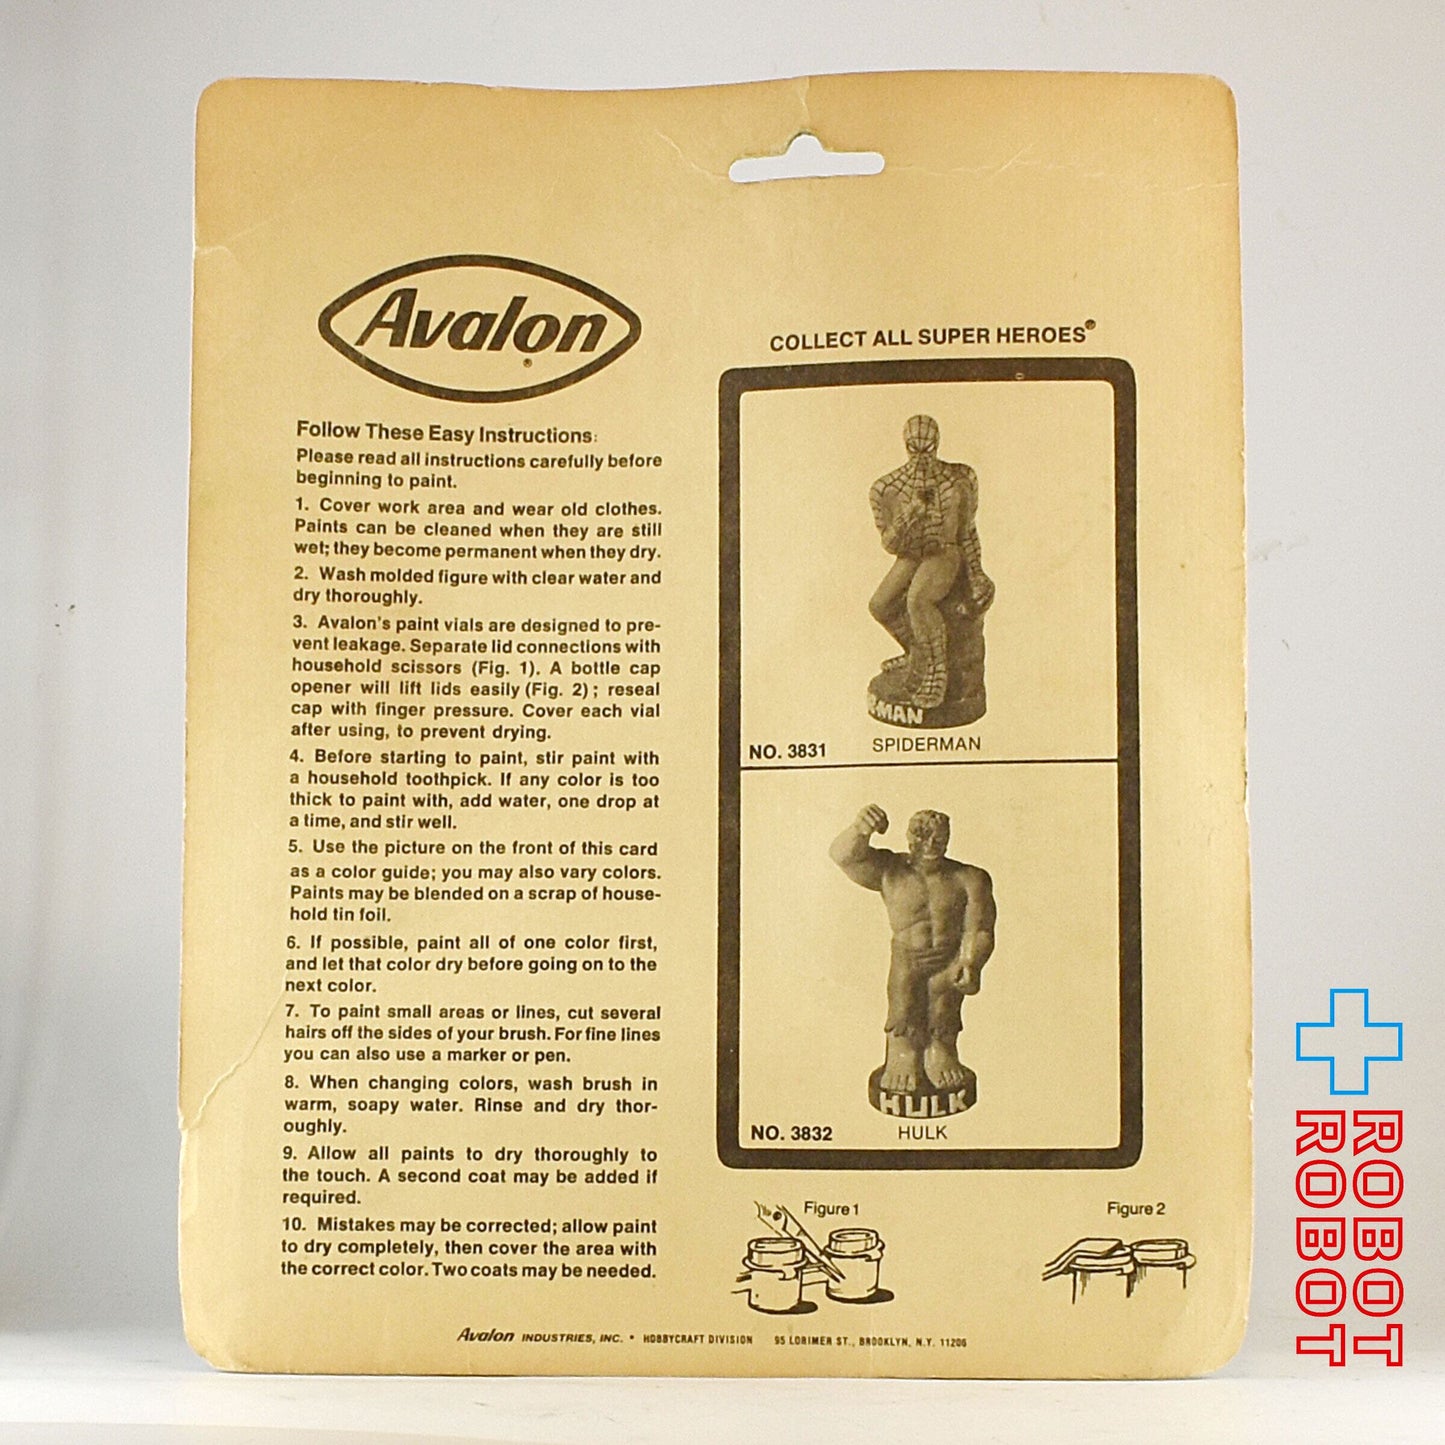 Avalon®
Follow These Easy Instructions:
Please read all instructions carefully before
beginning to paint.
1. Cover work area and wear old clothes.
Paints can be cleaned when they are still
wet; they become permanent when they dry.
2. Wash molded figure with clear water and
dry thoroughly.
3. Avalon's paint vials are designed to pre-
vent leakage. Separate lid connections with
household scissors (Fig. 1). A bottle cap
opener will lift lids easily (Fig. 2); reseal
cap with finger pressure. Cover each vial
after using, to prevent drying.
4. Before starting to paint, stir paint with
a household toothpick. If any color is too
thick to paint with, add water, one drop at
a time, and stir well.
5. Use the picture on the front of this card
as a color guide; you may also vary colors.
Paints may be blended on a scrap of house-
hold tin foil.
6. If possible, paint all of one color first,
and let that color dry before going on to the
next color.
7. To paint small areas or lines, cut several
hairs off the sides of your brush. For fine lines
you can also use a marker or pen.
8. When changing colors, wash brush in
warm, soapy water. Rinse and dry thor-
oughly.
9. Allow all paints to dry thoroughly to
the touch. A second coat may be added if
required.
10. Mistakes may be corrected; allow paint
to dry completely, then cover the area with
the correct color. Two coats may be needed.
COLLECT ALL SUPER HEROES®
-MAN
NO. 3831 SPIDERMAN
HULK
NO. 3832 HULK
Figure 1
Figure 2
Avalon INDUSTRIES, INC. • HOBBYCRAFT DIVISION 95 LORIMER ST., BROOKLYN, N.Y. 11206
ROBOT
ROBOT